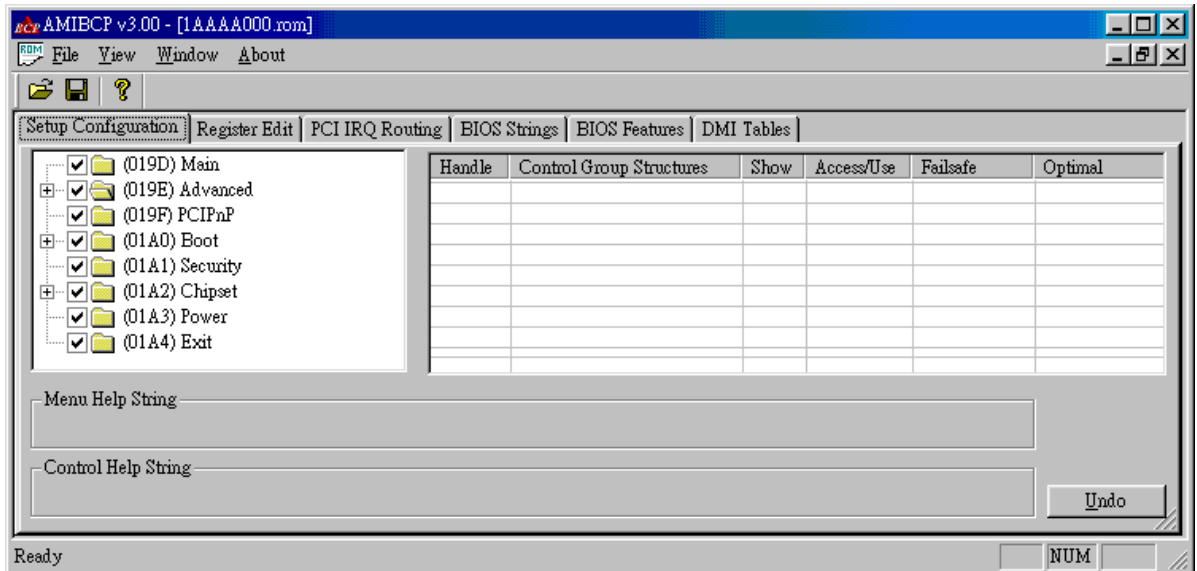 BCP AMIBCP v3.00 - [1AAAA000.rom]
ROM File View Window About
Setup Configuration Register Edit PCI IRQ Routing BIOS Strings BIOS Features DMI Tables
(019D) Main
(019E) Advanced
(019F) PCIPnP
(01A0) Boot
(01A1) Security
(01A2) Chipset
(01A3) Power
(01A4) Exit
Handle Control Group Structures Show Access/Use Failsafe Optimal
Menu Help String
Control Help String
Undo
Ready NUM